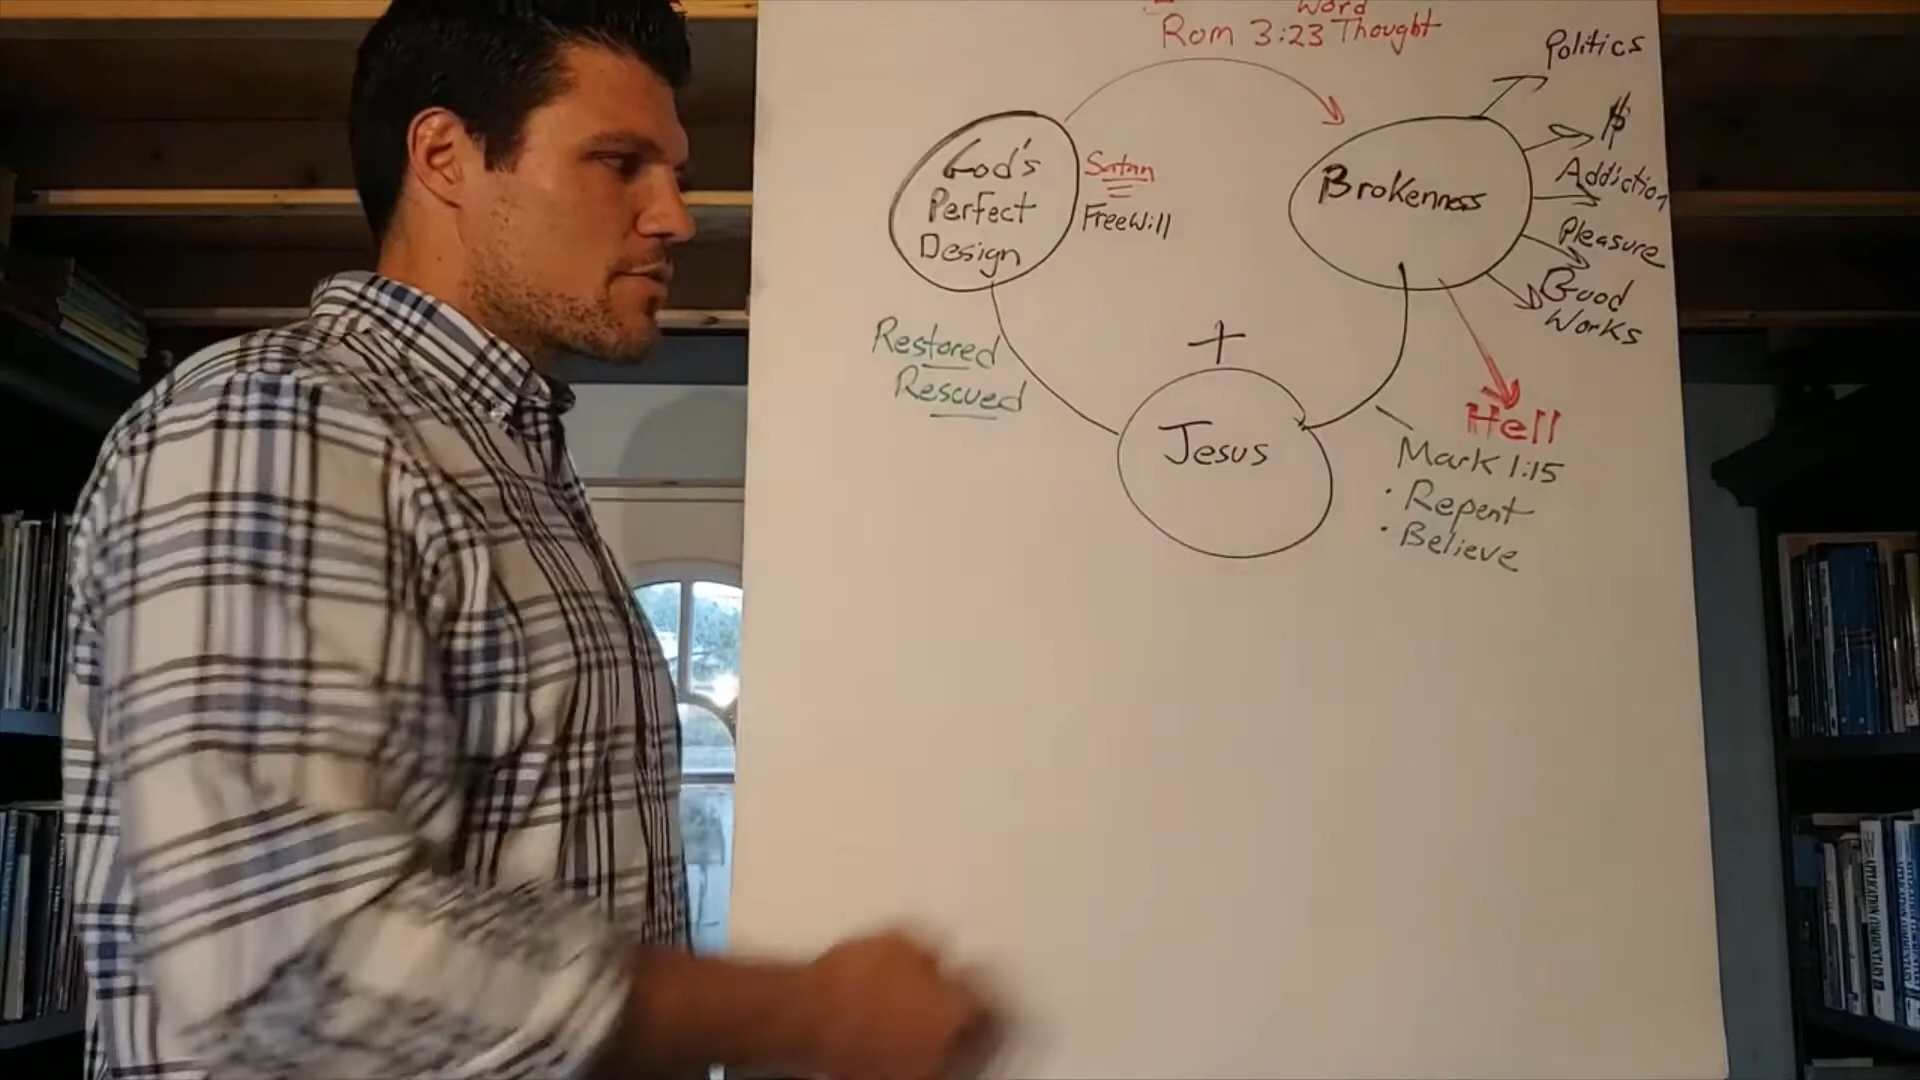 Word
Rom 3:23 Thought
Politics
$
Addiction
Pleasure
Good
Works
God's
Perfect
Design
Satan
Freewill
Brokenness
Restored
Rescued
Jesus
Hell
Mark 1:15
· Repent
· Believe